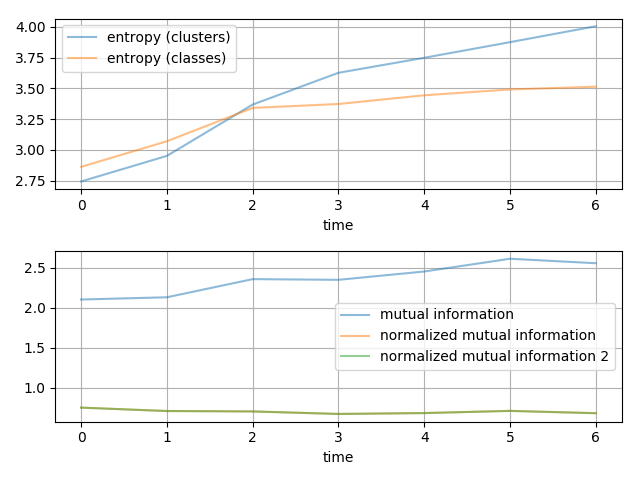 4.00
3.75
3.50
3.25
3.00
2.75
entropy (clusters)
entropy (classes)
0 1 2 3 4 5 6
time
2.5
2.0
1.5
1.0
mutual information
normalized mutual information
normalized mutual information 2
0 1 2 3 4 5 6
time